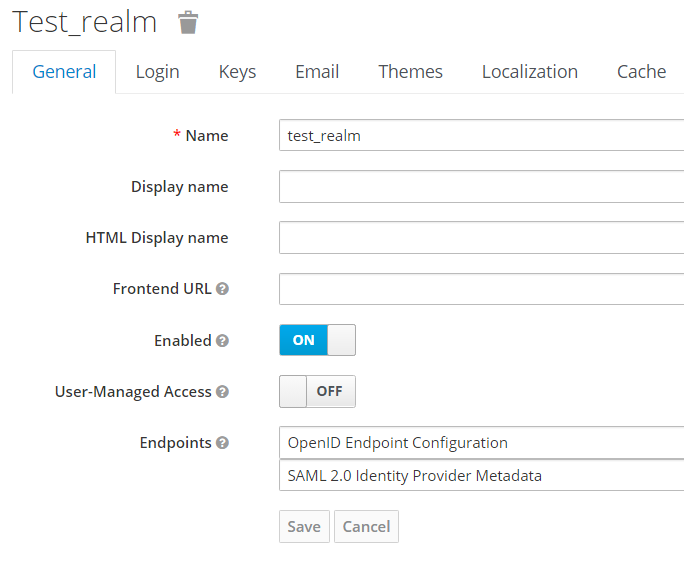 Test_realm
General Login Keys Email Themes Localization Cache
* Name test_realm
Display name
HTML Display name
Frontend URL ?
Enabled ? ON
User-Managed Access ? OFF
Endpoints ? OpenID Endpoint Configuration
SAML 2.0 Identity Provider Metadata
Save Cancel